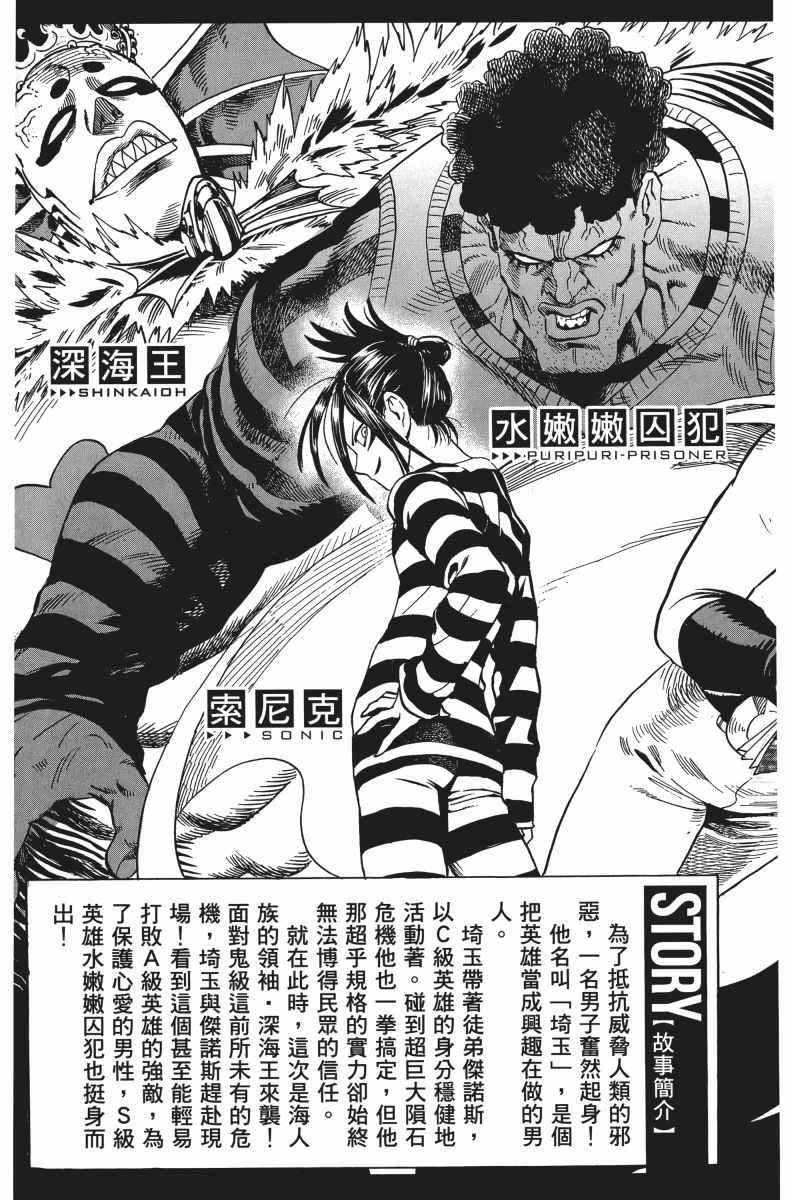 深海王
SHINKAIOH
水嫩嫩囚犯
PURIPURI-PRISONER
索尼克
SONIC
STORY【故事簡介】
為了抵抗威脅人類的邪
惡，一名男子奮然起身！
他名叫「埼玉」，是個
把英雄當成興趣在做的男
人。
埼玉帶著徒弟傑諾斯，
以C級英雄的身分穩健地
活動著。碰到超巨大隕石
危機他也一拳搞定，但他
那超乎規格的實力卻始終
無法博得民眾的信任。
就在此時，這次是海人
族的領袖·深海王來襲！
面對鬼級這前所未有的危
機，埼玉與傑諾斯趕赴現
場！看到這個甚至能輕易
打敗A級英雄的強敵，為
了保護心愛的男性，S級
英雄水嫩嫩囚犯也挺身而
出！